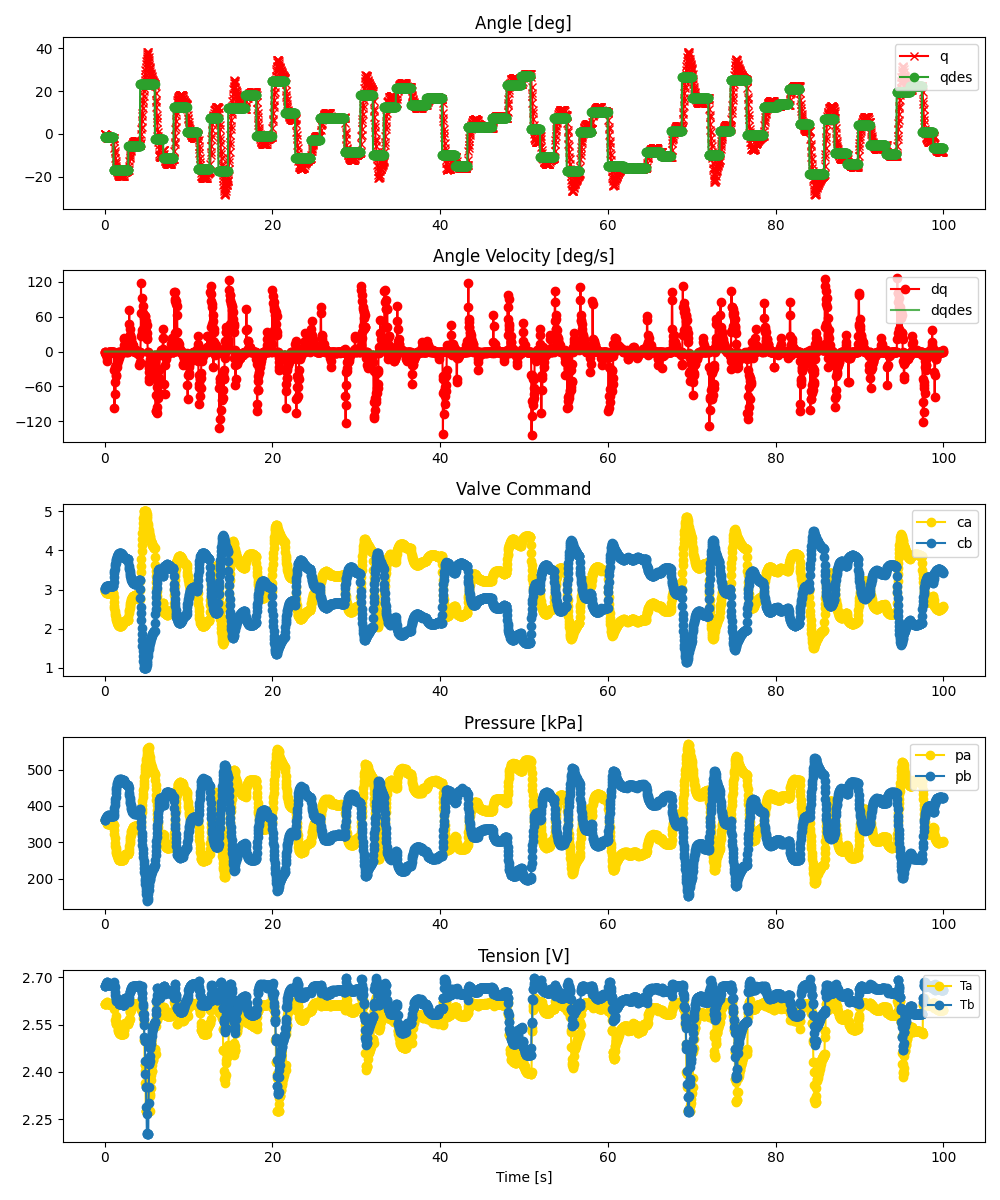 Angle [deg]
40
20
0
−20
q
qdes
0 20 40 60 80 100
Angle Velocity [deg/s]
120
60
0
−60
−120
dq
dqdes
0 20 40 60 80 100
Valve Command
5
4
3
2
1
ca
cb
0 20 40 60 80 100
Pressure [kPa]
500
400
300
200
pa
pb
0 20 40 60 80 100
Tension [V]
2.70
2.55
2.40
2.25
Ta
Tb
0 20 40 60 80 100
Time [s]